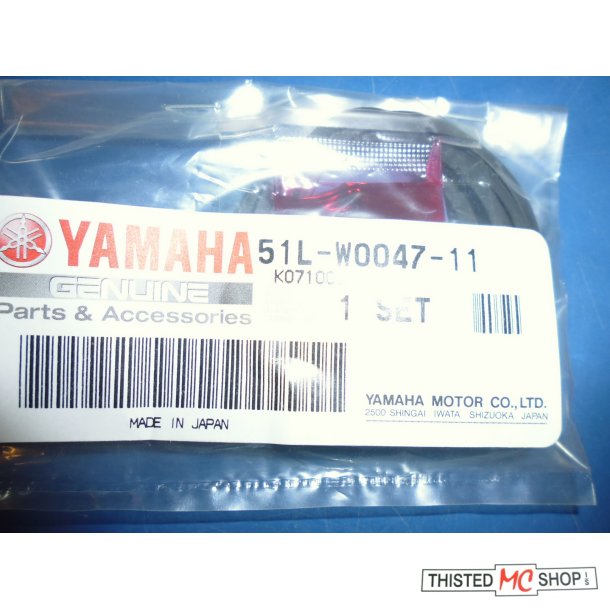 YAMAHA
GENUINE
Parts & Accessories
51L-W0047-11
K0710
1 SET
MADE IN JAPAN
YAMAHA MOTOR CO.,LTD.
2500 SHINGAI IWATA SHIZUOKA JAPAN
THISTED MC SHOP I/S